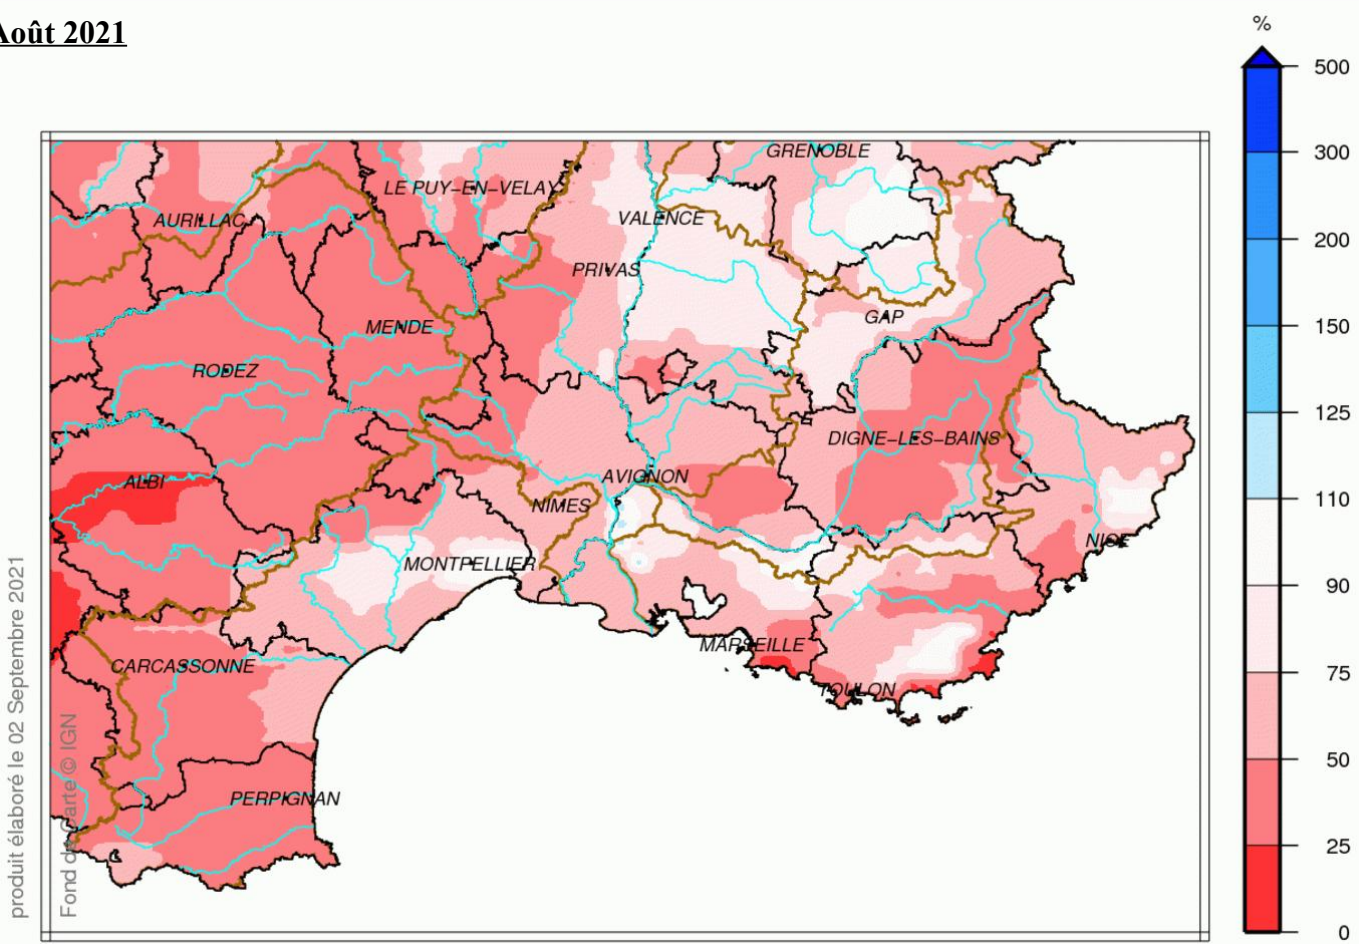 Août 2021
%
500
300
200
150
125
110
90
75
50
25
0
GRENOBLE
LE PUY-EN-VELAY
AURILLAC
VALENCE
PRIVAS
GAP
MENDE
RODEZ
DIGNE-LES-BAINS
ALBI
AVIGNON
NIMES
NICE
MONTPELLIER
MARSEILLE
CARCASSONNE
TOULON
PERPIGNAN
produit élaboré le 02 Septembre 2021
Fond de Carte © IGN